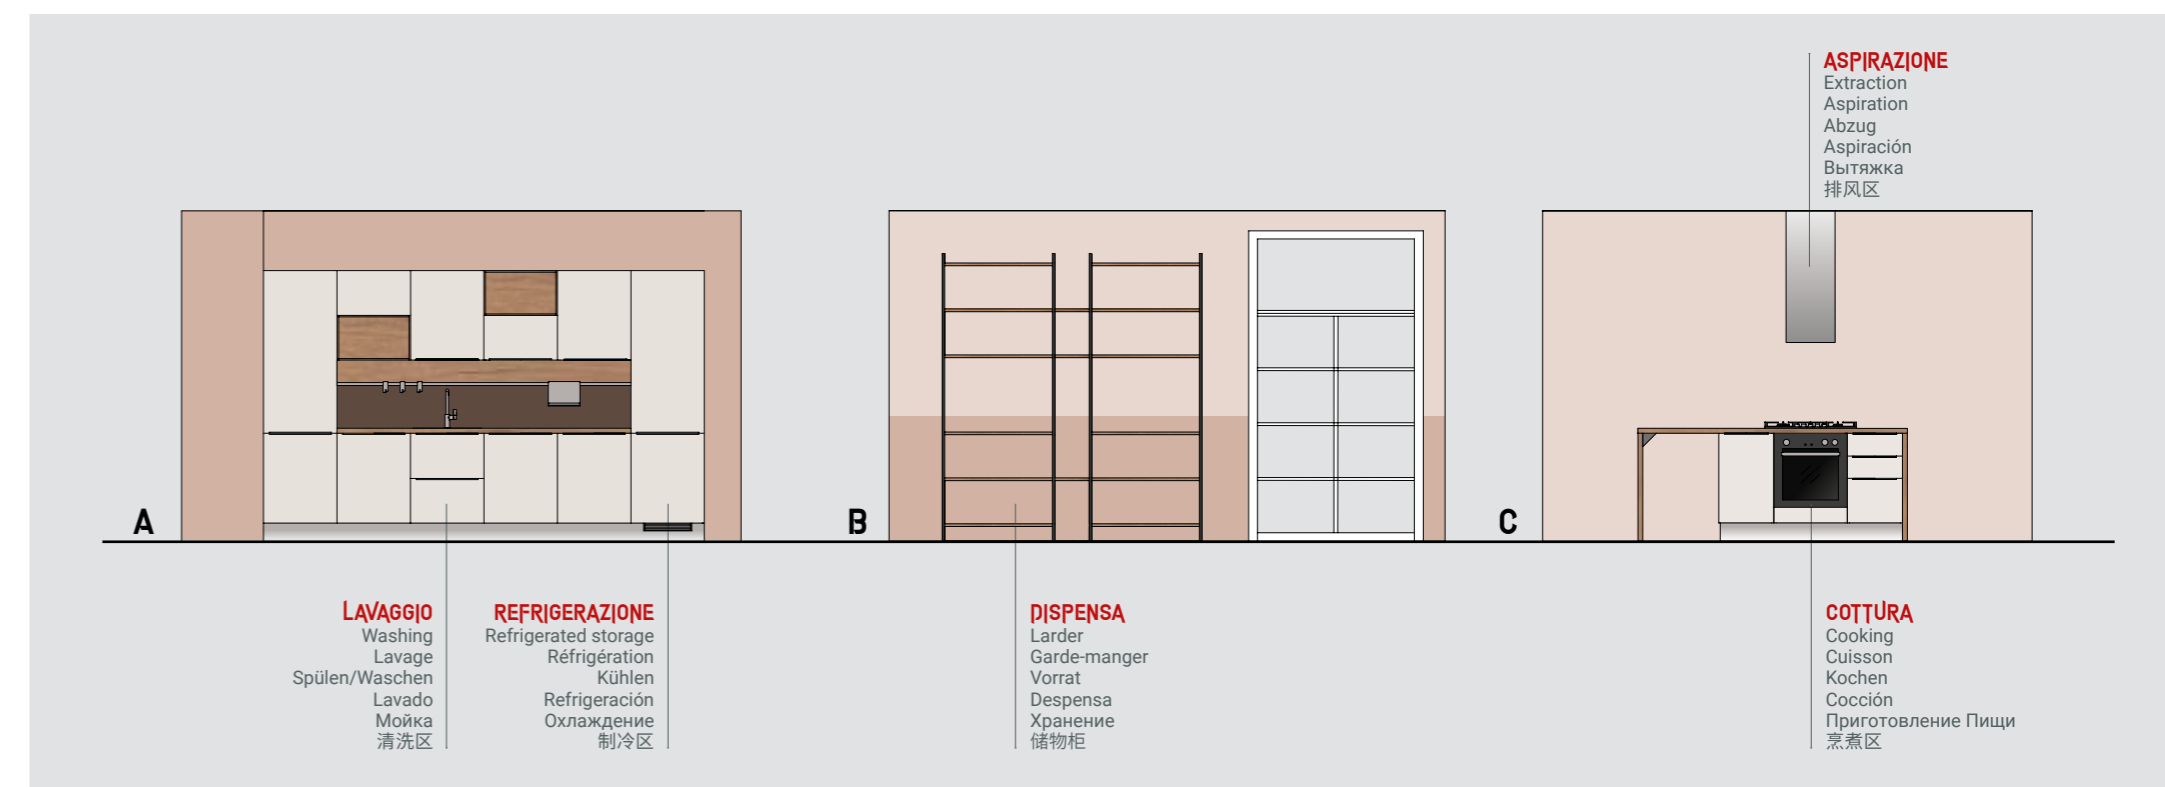 ASPIRAZIONE
Extraction
Aspiration
Abzug
Aspiración
Вытяжка
排风区
A
B
C
LAVAGGIO
Washing
Lavage
Spülen/Waschen
Lavado
Мойка
清洗区
REFRIGERAZIONE
Refrigerated storage
Réfrigération
Kühlen
Refrigeración
Охлаждение
制冷区
DISPENSA
Larder
Garde-manger
Vorrat
Despensa
Хранение
储物柜
COTTURA
Cooking
Cuisson
Kochen
Cocción
Приготовление Пищи
烹煮区